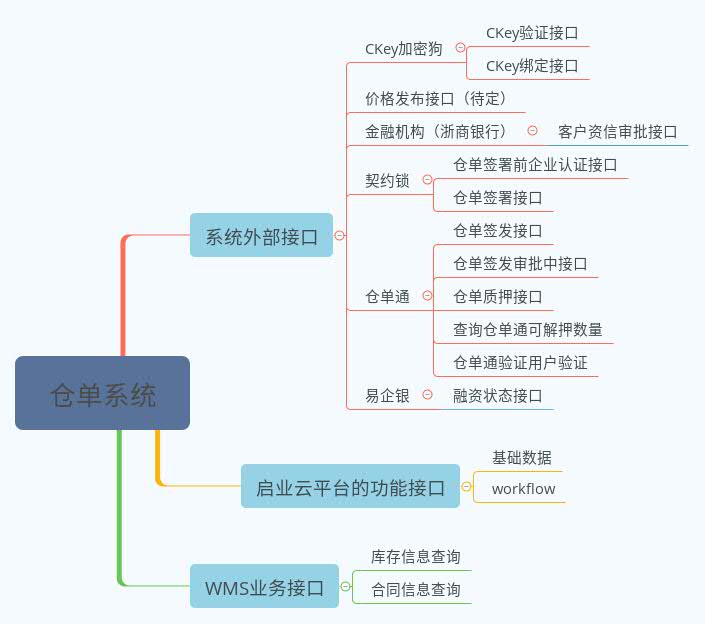 CKey验证接口
CKey加密狗
CKey绑定接口
价格发布接口（待定）
金融机构（浙商银行）
客户资信审批接口
仓单签署前企业认证接口
契约锁
仓单签署接口
系统外部接口
仓单签发接口
仓单签发审批中接口
仓单通
仓单质押接口
查询仓单通可解押数量
仓单通验证用户验证
易企银
融资状态接口
仓单系统
启业云平台的功能接口
基础数据
workflow
WMS业务接口
库存信息查询
合同信息查询